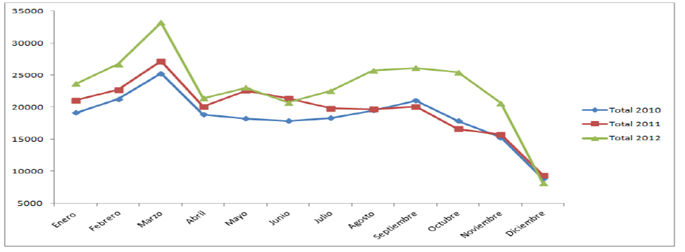 35000
30000
25000
20000
15000
10000
5000
Total 2010
Total 2011
Total 2012
Enero
Febrero
Marzo
Abril
Mayo
Junio
Julio
Agosto
Septiembre
Octubre
Noviembre
Diciembre